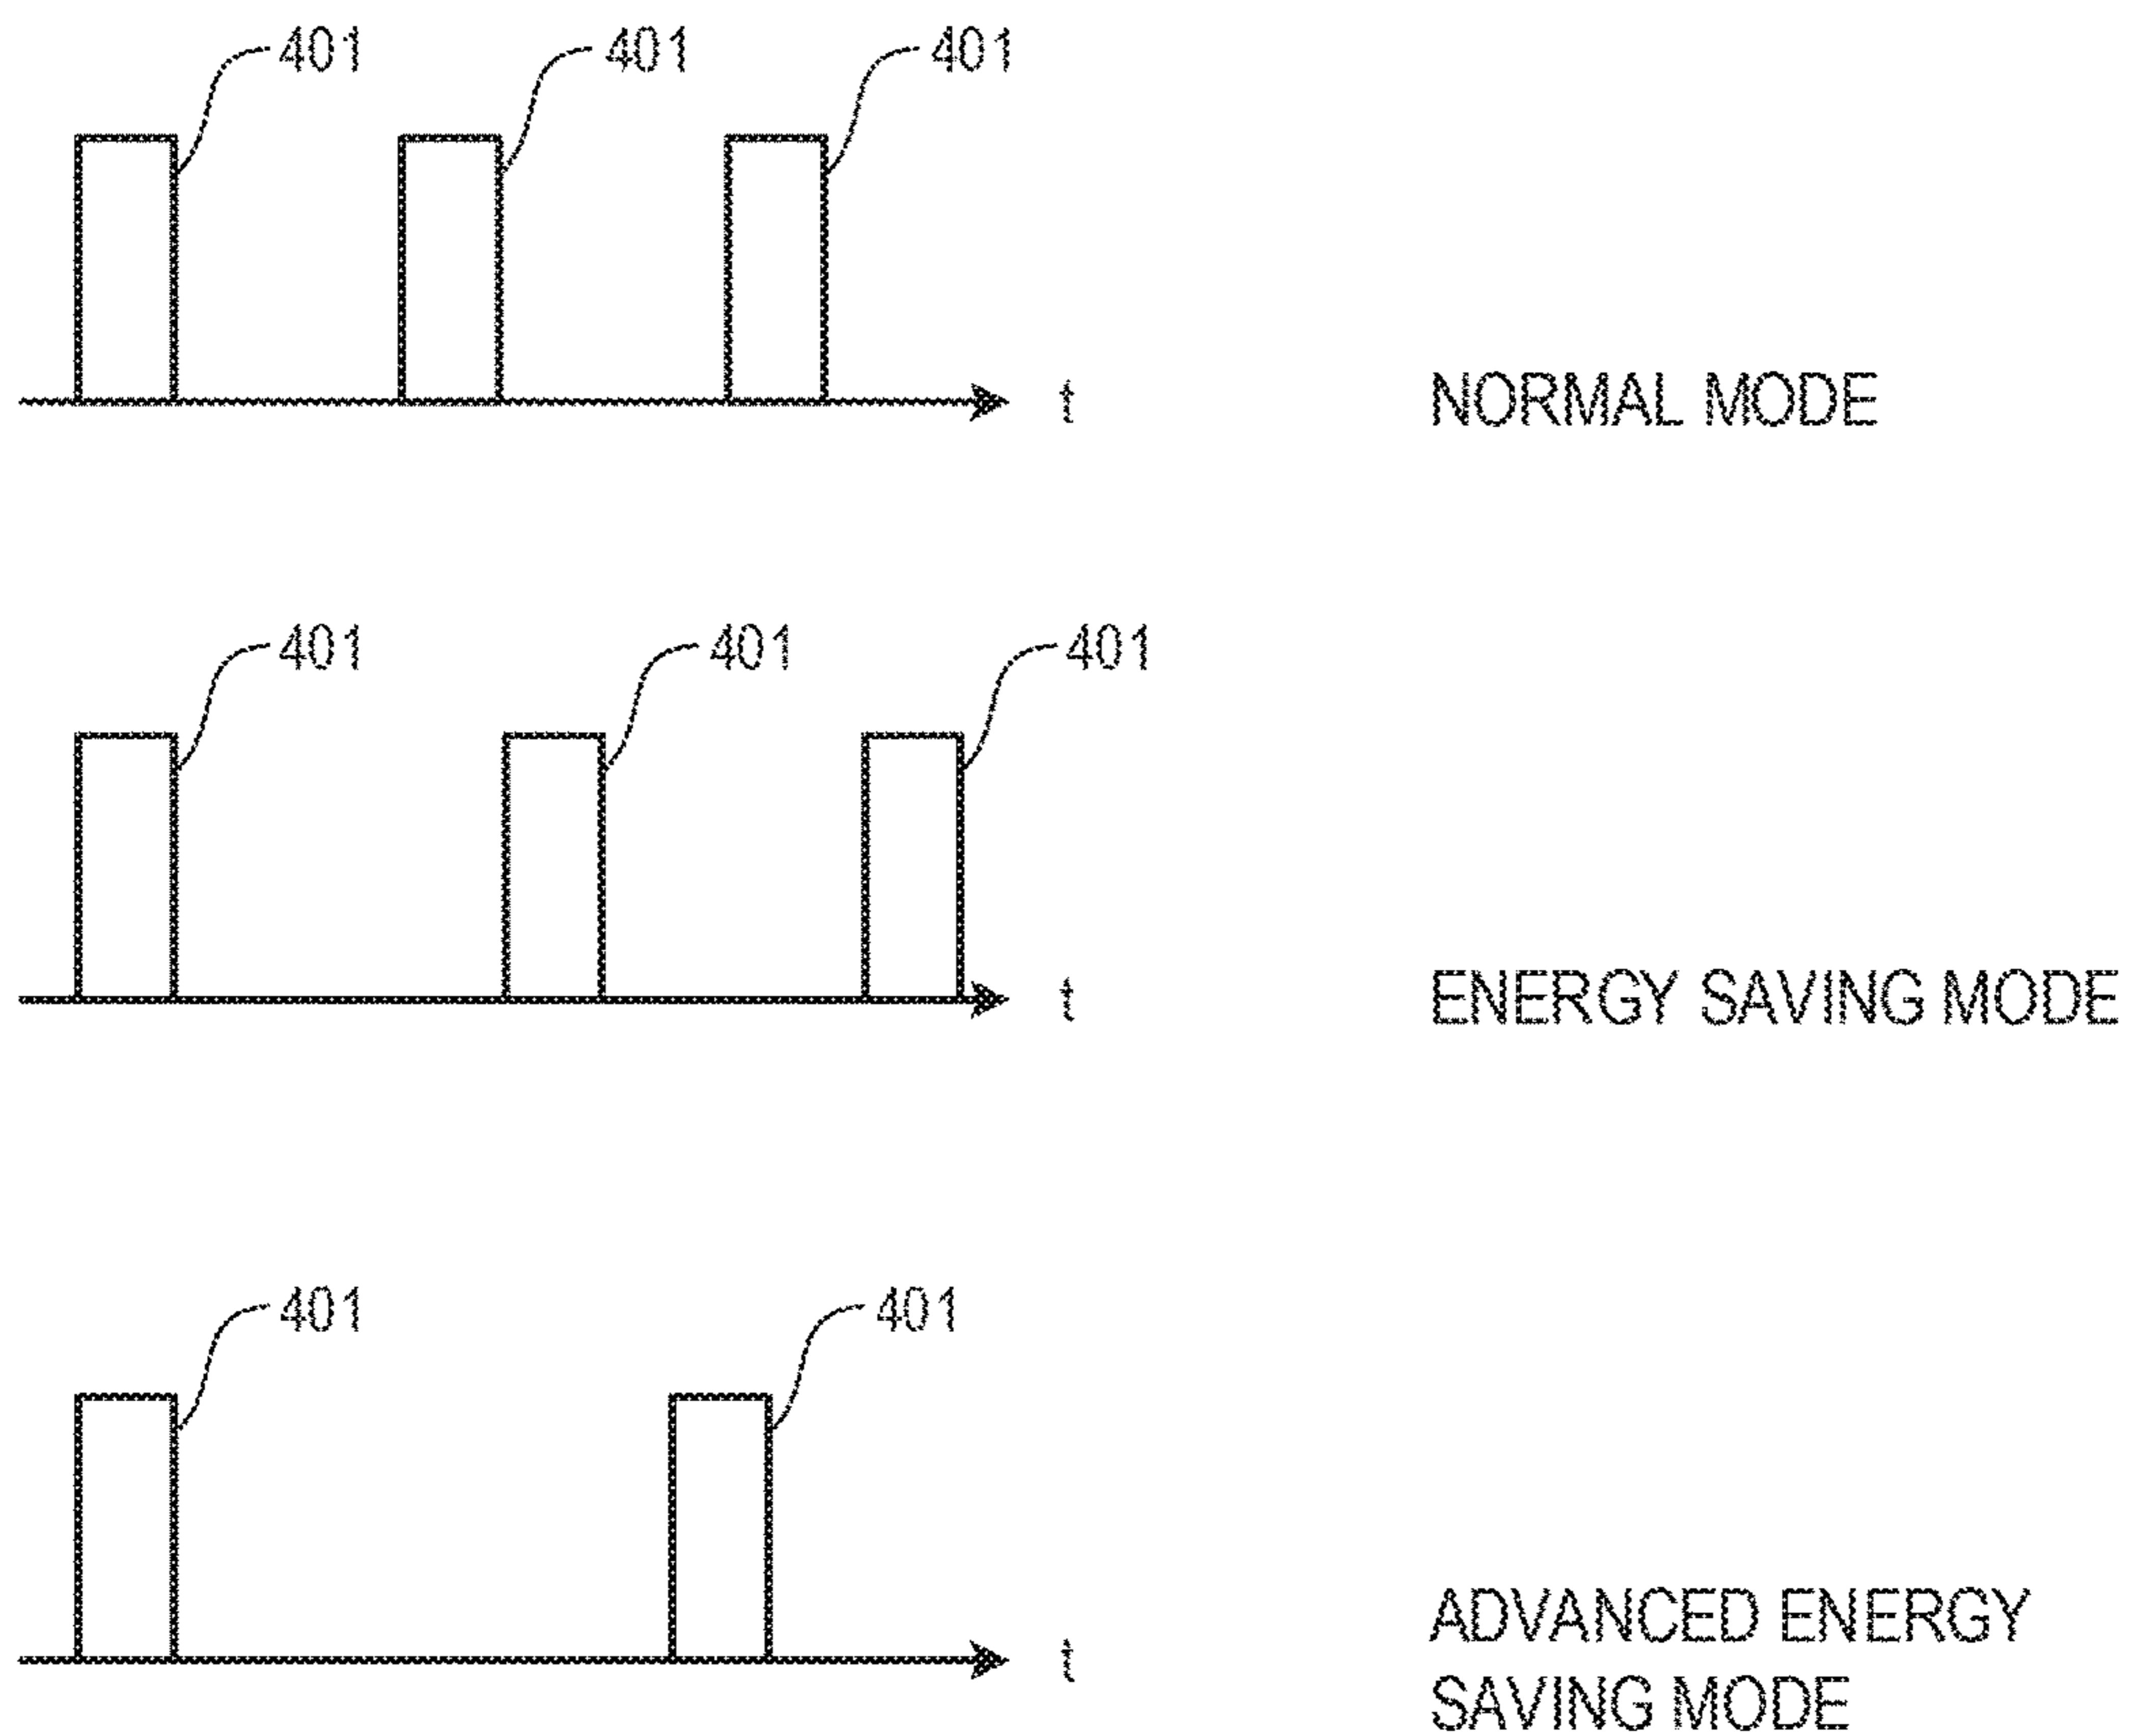 401 401 401
t NORMAL MODE
401 401 401
t ENERGY SAVING MODE
401 401
t ADVANCED ENERGY
SAVING MODE